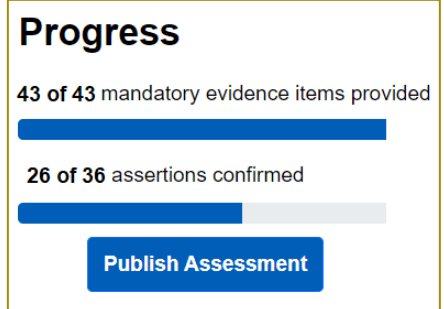 Progress
43 of 43 mandatory evidence items provided
26 of 36 assertions confirmed
Publish Assessment